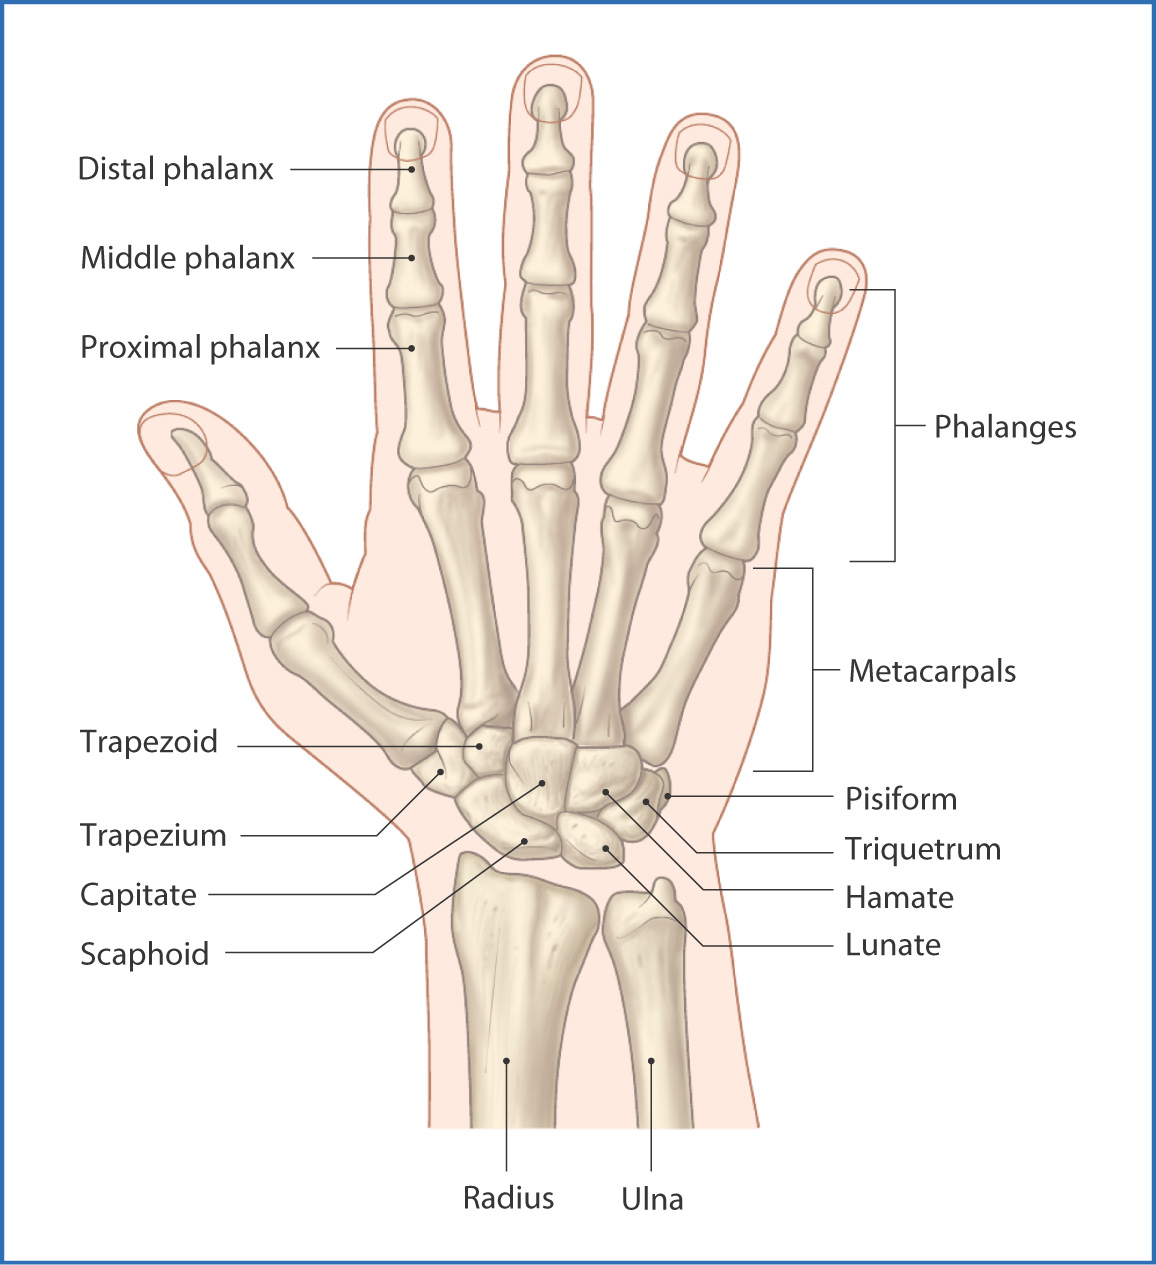 Distal phalanx
Middle phalanx
Proximal phalanx
Phalanges
Metacarpals
Trapezoid
Trapezium
Capitate
Scaphoid
Pisiform
Triquetrum
Hamate
Lunate
Radius
Ulna